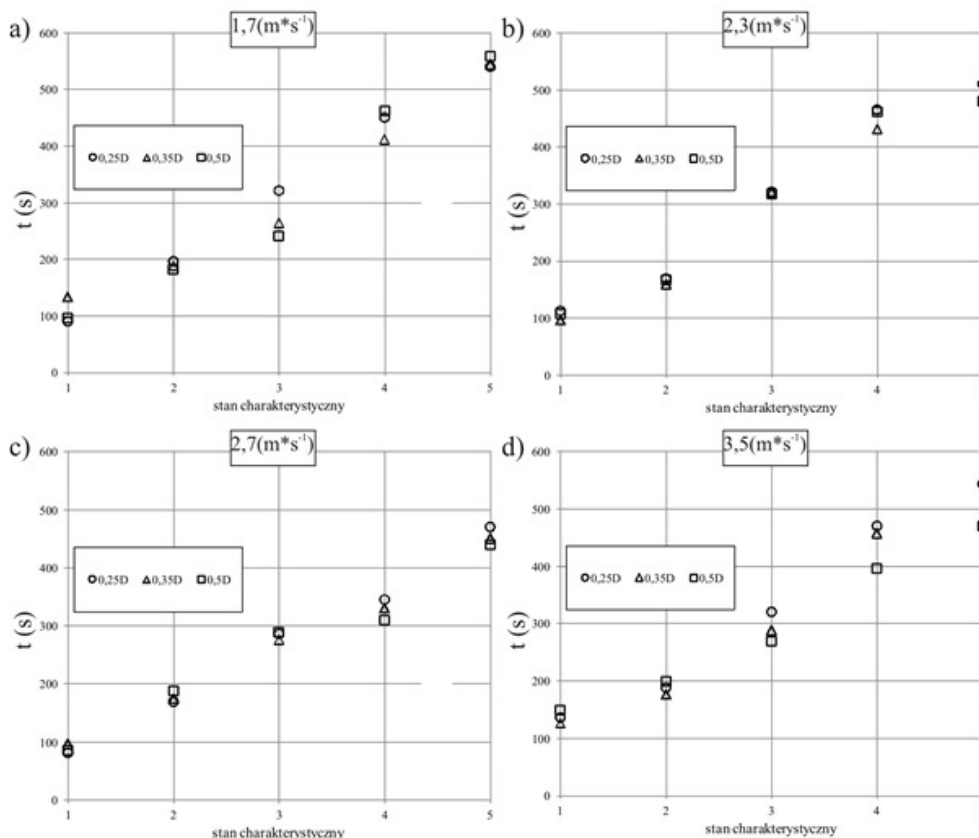 a)
1,7(m*s⁻¹)
600
500
400
300
200
100
0
t (s)
0,25D 0,35D 0,5D
1 2 3 4 5
stan charakterystyczny
b)
2,3(m*s⁻¹)
600
500
400
300
200
100
0
t (s)
0,25D 0,35D 0,5D
1 2 3 4
stan charakterystyczny
c)
2,7(m*s⁻¹)
600
500
400
300
200
100
0
t (s)
0,25D 0,35D 0,5D
1 2 3 4 5
stan charakterystyczny
d)
3,5(m*s⁻¹)
600
500
400
300
200
100
0
t (s)
0,25D 0,35D 0,5D
1 2 3 4
stan charakterystyczny